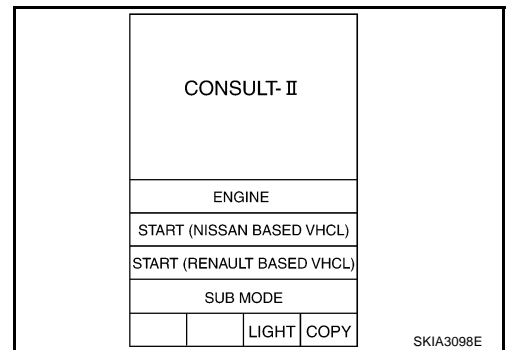 CONSULT-II
ENGINE
START (NISSAN BASED VHCL)
START (RENAULT BASED VHCL)
SUB MODE
LIGHT COPY
SKIA3098E